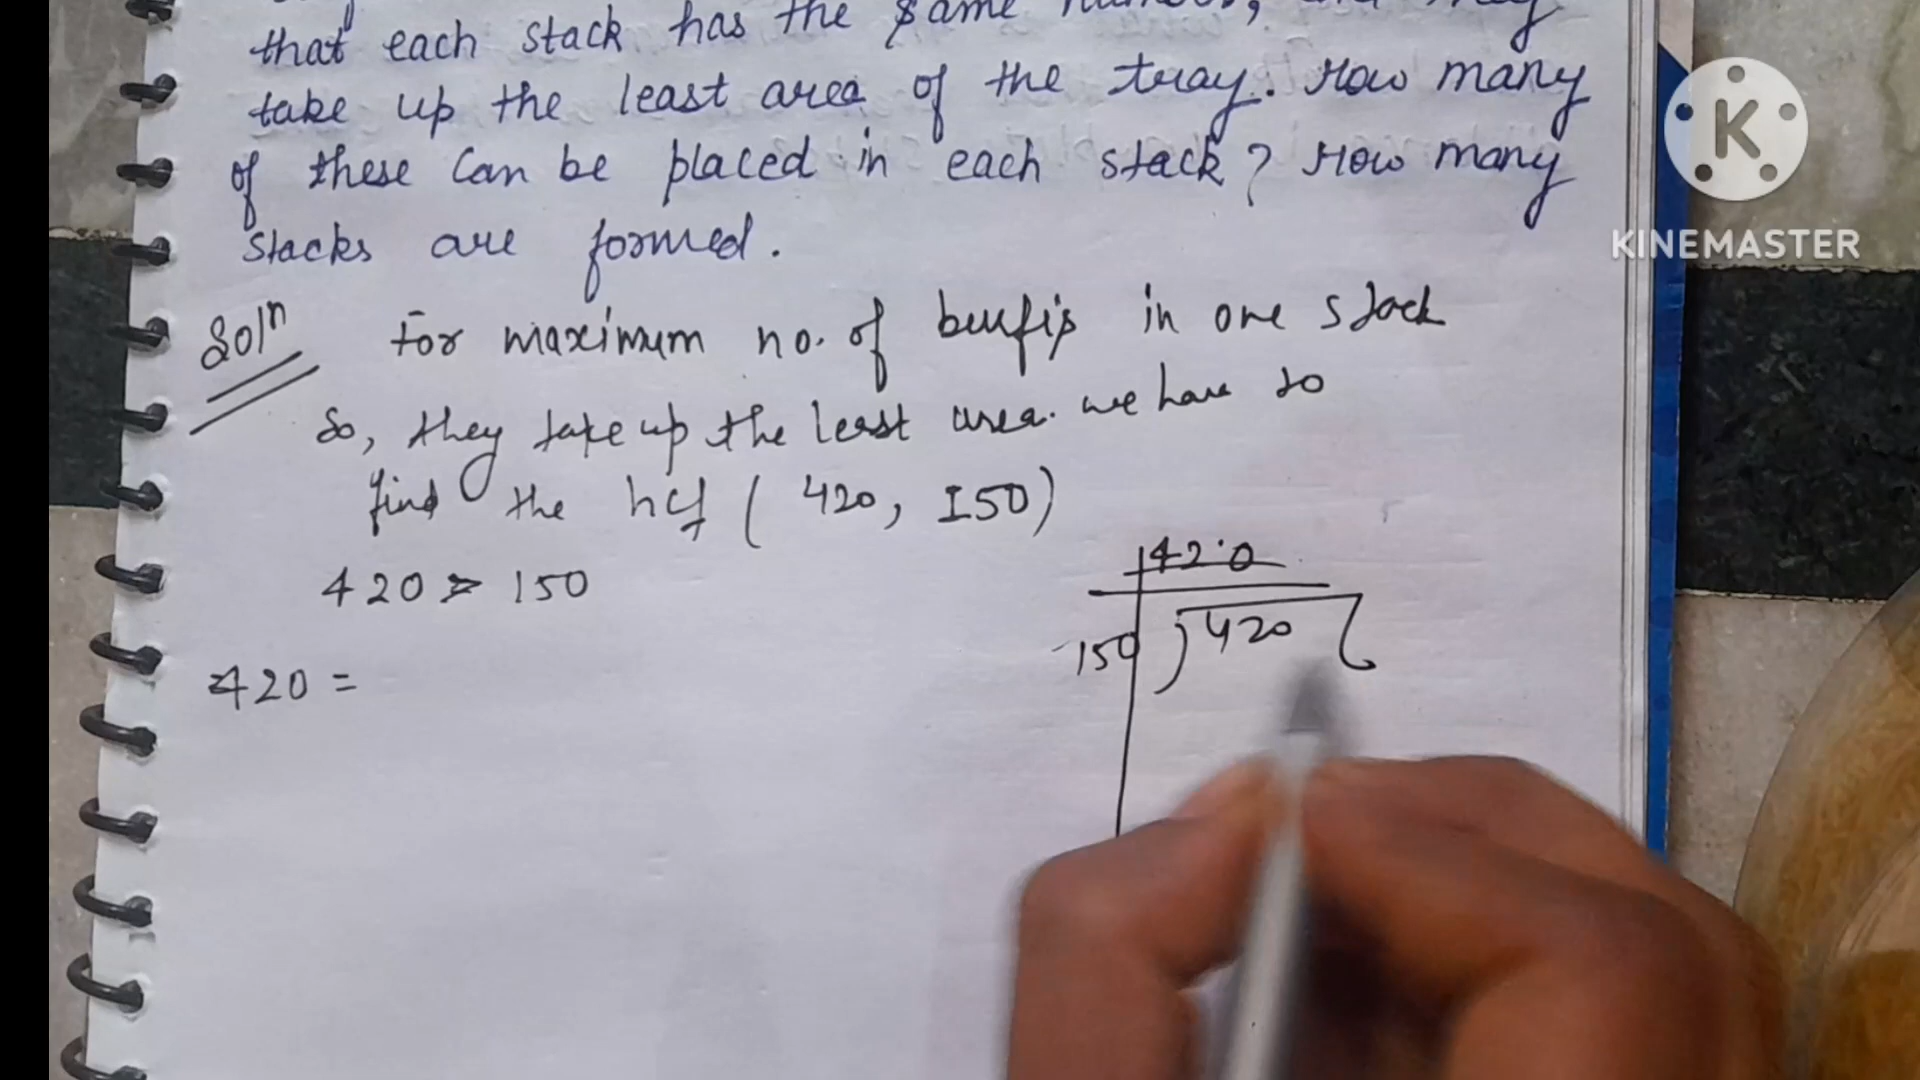 that each stack has the same
take up the least area of the tray. How many
of these Can be placed in each stack? How many
stacks are formed.
Soln For maximum no. of burfis in one stack
So, they take up the least area. we have to
find the hcf ( 420, 150)
420 > 150
420
150 ) 420
420 =
K
KINEMASTER